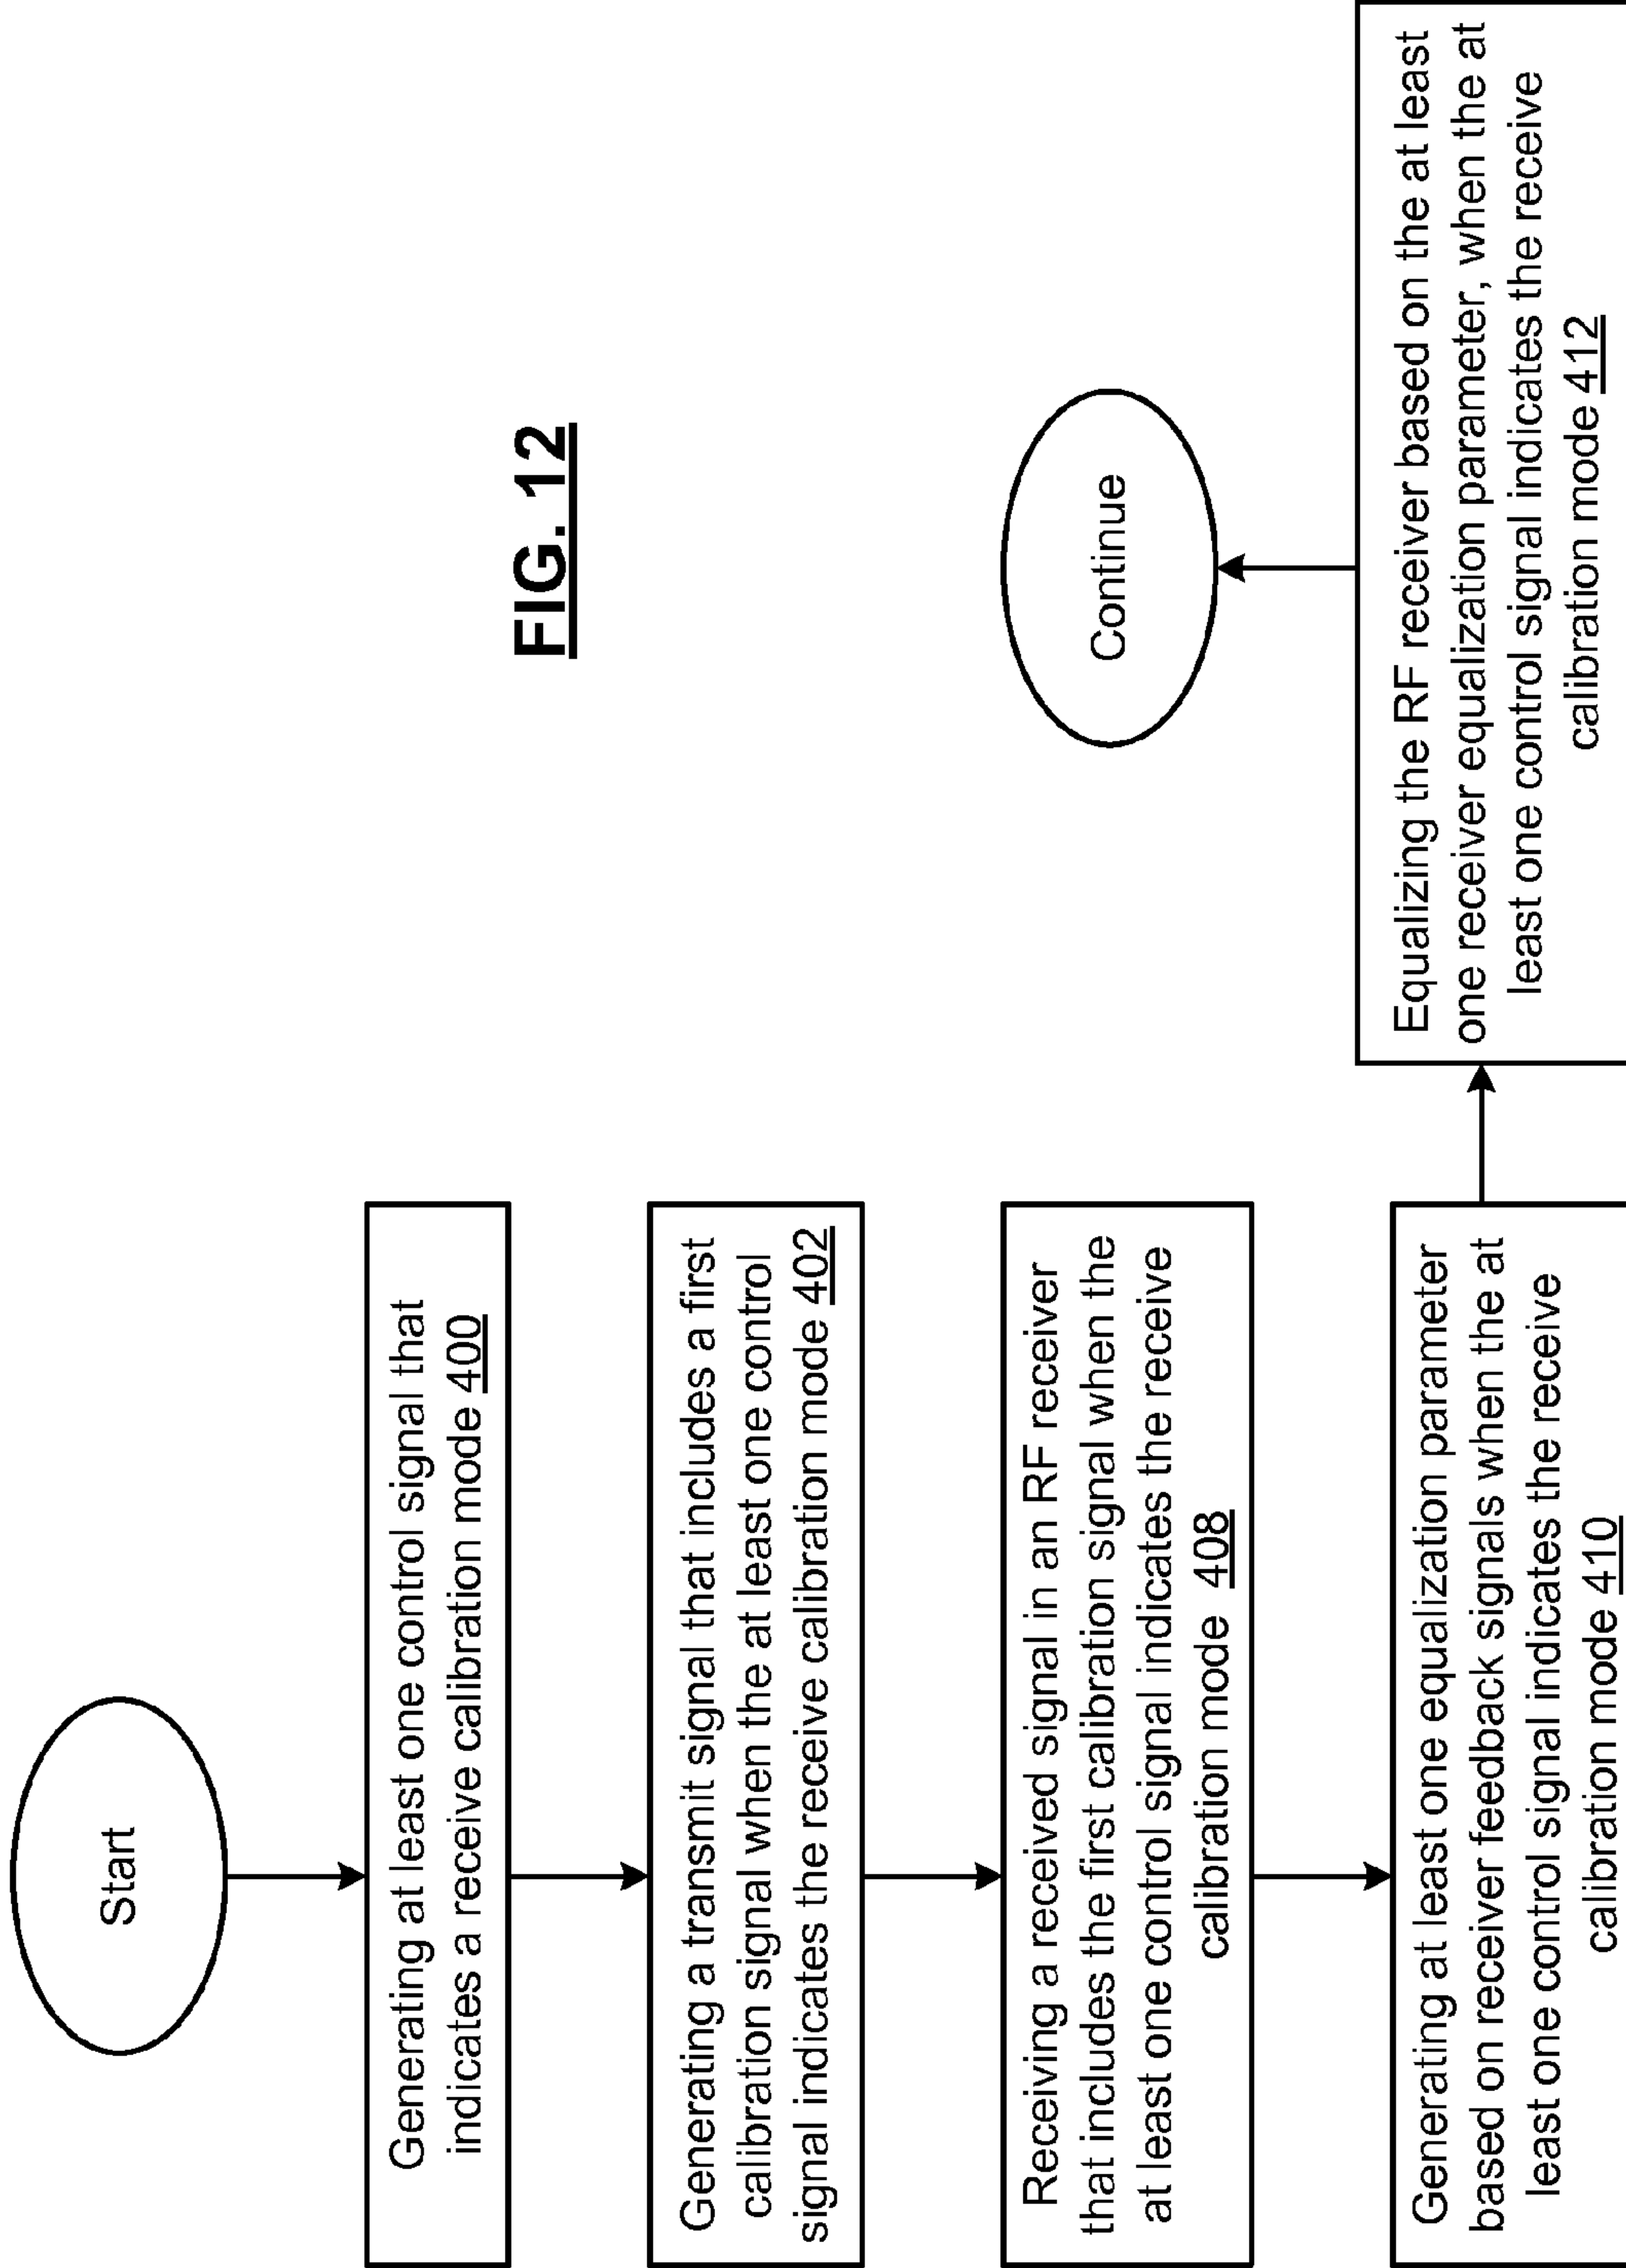 Start
Generating at least one control signal that
indicates a receive calibration mode 400
Generating a transmit signal that includes a first
calibration signal when the at least one control
signal indicates the receive calibration mode 402
Receiving a received signal in an RF receiver
that includes the first calibration signal when the
at least one control signal indicates the receive
calibration mode 408
Generating at least one equalization parameter
based on receiver feedback signals when the at
least one control signal indicates the receive
calibration mode 410
Equalizing the RF receiver based on the at least
one receiver equalization parameter, when the at
least one control signal indicates the receive
calibration mode 412
Continue
FIG. 12